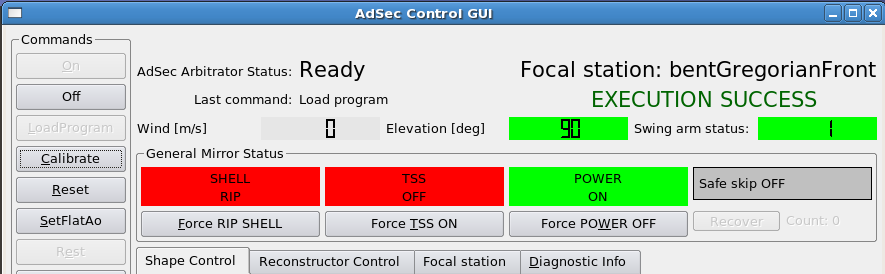 AdSec Control GUI
Commands
On
Off
LoadProgram
Calibrate
Reset
SetFlatAo
Rest
AdSec Arbitrator Status: Ready
Focal station: bentGregorianFront
Last command: Load program
EXECUTION SUCCESS
Wind [m/s] 0 Elevation [deg] 90 Swing arm status: 1
General Mirror Status
SHELL
RIP
TSS
OFF
POWER
ON
Safe skip OFF
Force RIP SHELL
Force TSS ON
Force POWER OFF
Recover
Count: 0
Shape Control
Reconstructor Control
Focal station
Diagnostic Info